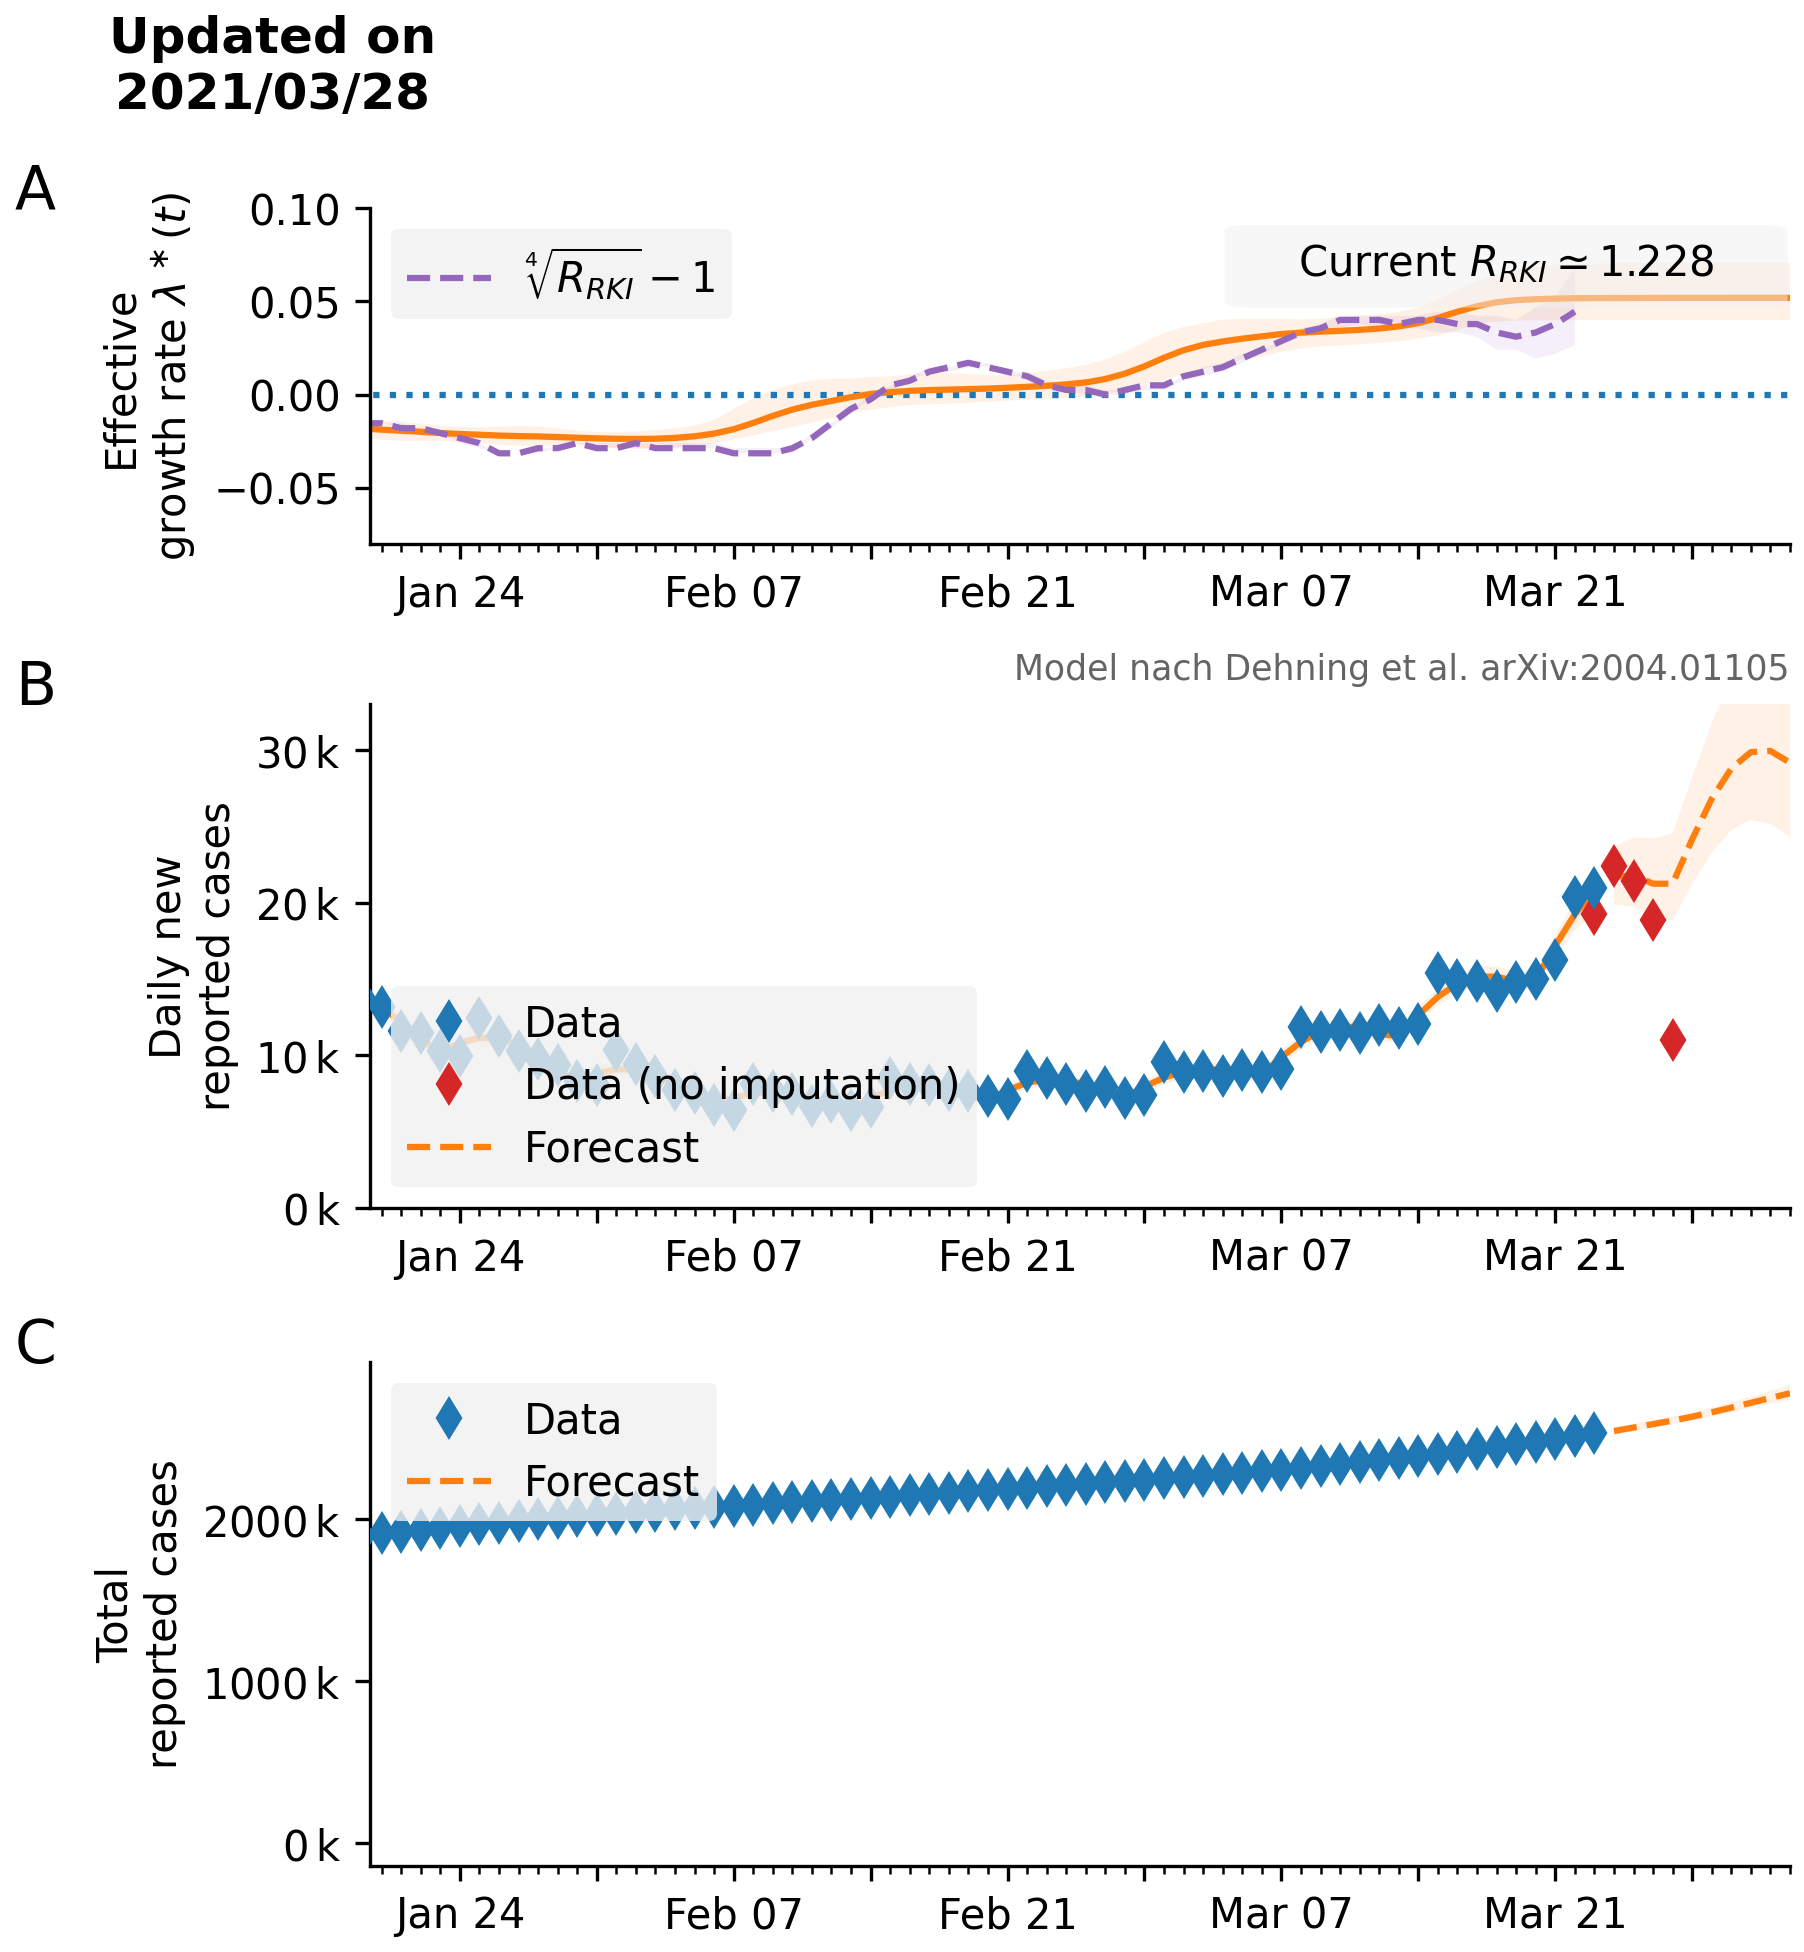 Updated on
2021/03/28
A
Effective
growth rate λ * (t)
0.10
0.05
0.00
−0.05
∜R_RKI − 1
Current R_RKI ≃ 1.228
Jan 24
Feb 07
Feb 21
Mar 07
Mar 21
B
Model nach Dehning et al. arXiv:2004.01105
Daily new
reported cases
30 k
20 k
10 k
0 k
Data
Data (no imputation)
Forecast
Jan 24
Feb 07
Feb 21
Mar 07
Mar 21
C
Total
reported cases
2000 k
1000 k
0 k
Data
Forecast
Jan 24
Feb 07
Feb 21
Mar 07
Mar 21